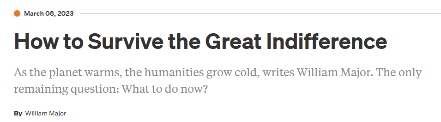 March 06, 2023
How to Survive the Great Indifference
As the planet warms, the humanities grow cold, writes William Major. The only
remaining question: What to do now?
By William Major